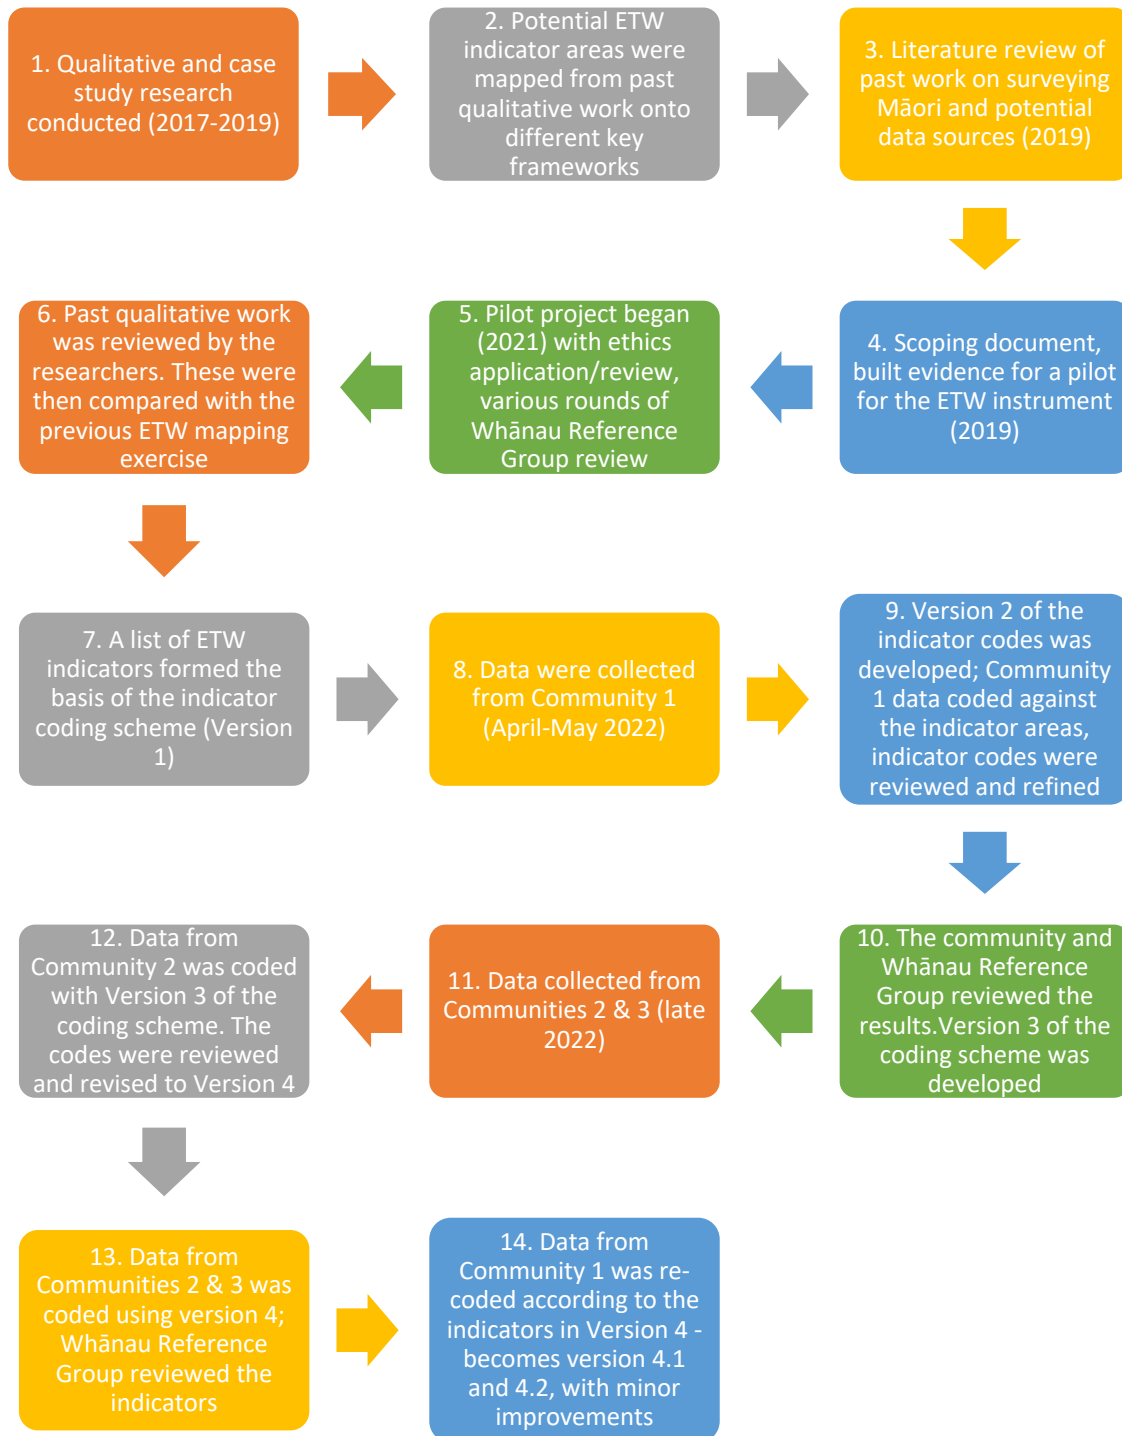 1. Qualitative and case
study research
conducted (2017-2019)
2. Potential ETW
indicator areas were
mapped from past
qualitative work onto
different key
frameworks
3. Literature review of
past work on surveying
Māori and potential
data sources (2019)
4. Scoping document,
built evidence for a pilot
for the ETW instrument
(2019)
5. Pilot project began
(2021) with ethics
application/review,
various rounds of
Whānau Reference
Group review
6. Past qualitative work
was reviewed by the
researchers. These were
then compared with the
previous ETW mapping
exercise
7. A list of ETW
indicators formed the
basis of the indicator
coding scheme (Version
1)
8. Data were collected
from Community 1
(April-May 2022)
9. Version 2 of the
indicator codes was
developed; Community
1 data coded against
the indicator areas,
indicator codes were
reviewed and refined
10. The community and
Whānau Reference
Group reviewed the
results.Version 3 of the
coding scheme was
developed
11. Data collected from
Communities 2 & 3 (late
2022)
12. Data from
Community 2 was coded
with Version 3 of the
coding scheme. The
codes were reviewed
and revised to Version 4
13. Data from
Communities 2 & 3 was
coded using version 4;
Whānau Reference
Group reviewed the
indicators
14. Data from
Community 1 was re-
coded according to the
indicators in Version 4 -
becomes version 4.1
and 4.2, with minor
improvements